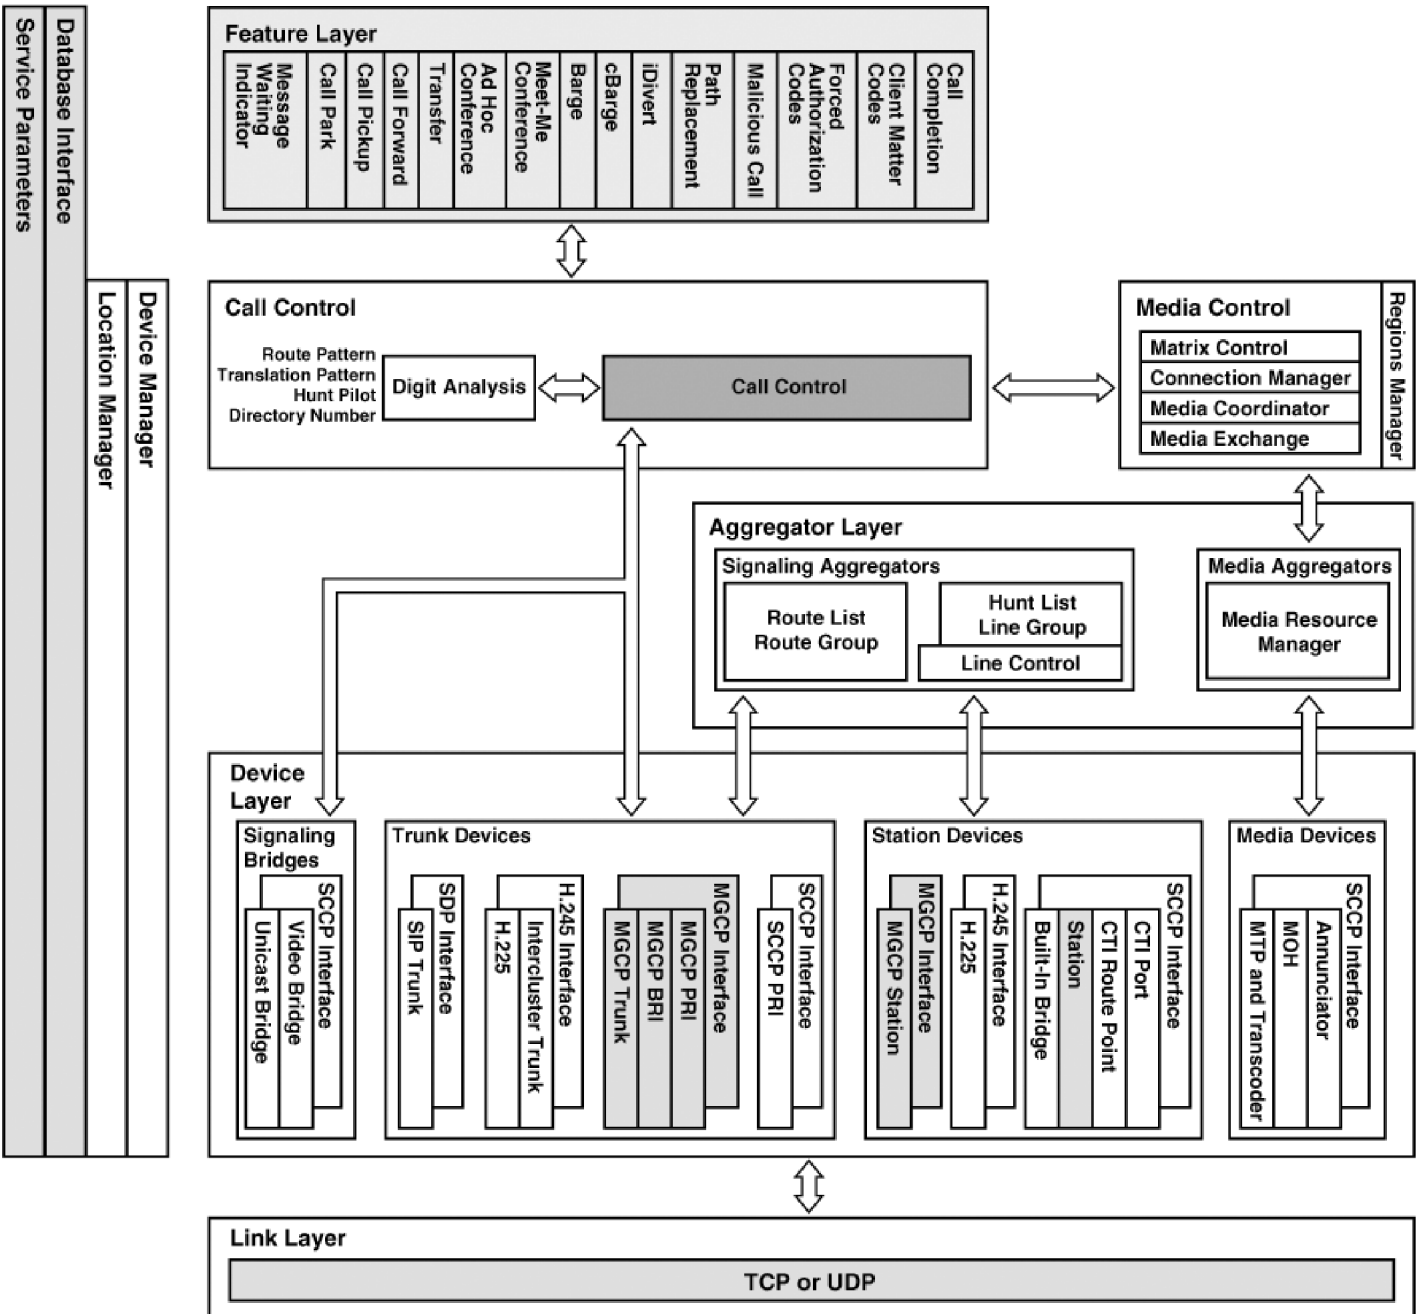 Service Parameters
Database Interface
Location Manager
Device Manager
Feature Layer
Message
Waiting
Indicator
Call Park
Call Pickup
Call Forward
Transfer
Ad Hoc
Conference
Meet-Me
Conference
Barge
cBarge
iDivert
Path
Replacement
Malicious Call
Forced
Authorization
Codes
Client Matter
Codes
Call
Completion
Call Control
Route Pattern
Translation Pattern
Hunt Pilot
Directory Number
Digit Analysis
Call Control
Media Control
Matrix Control
Connection Manager
Media Coordinator
Media Exchange
Regions Manager
Aggregator Layer
Signaling Aggregators
Route List
Route Group
Hunt List
Line Group
Line Control
Media Aggregators
Media Resource
Manager
Device
Layer
Signaling
Bridges
SCCP Interface
Video Bridge
Unicast Bridge
Trunk Devices
SDP Interface
SIP Trunk
H.245 Interface
Intercluster Trunk
H.225
MGCP Interface
MGCP PRI
MGCP BRI
MGCP Trunk
SCCP Interface
SCCP PRI
Station Devices
MGCP Interface
MGCP Station
H.245 Interface
H.225
SCCP Interface
CTI Port
CTI Route Point
Station
Built-In Bridge
Media Devices
SCCP Interface
Annunciator
MOH
MTP and Transcoder
Link Layer
TCP or UDP